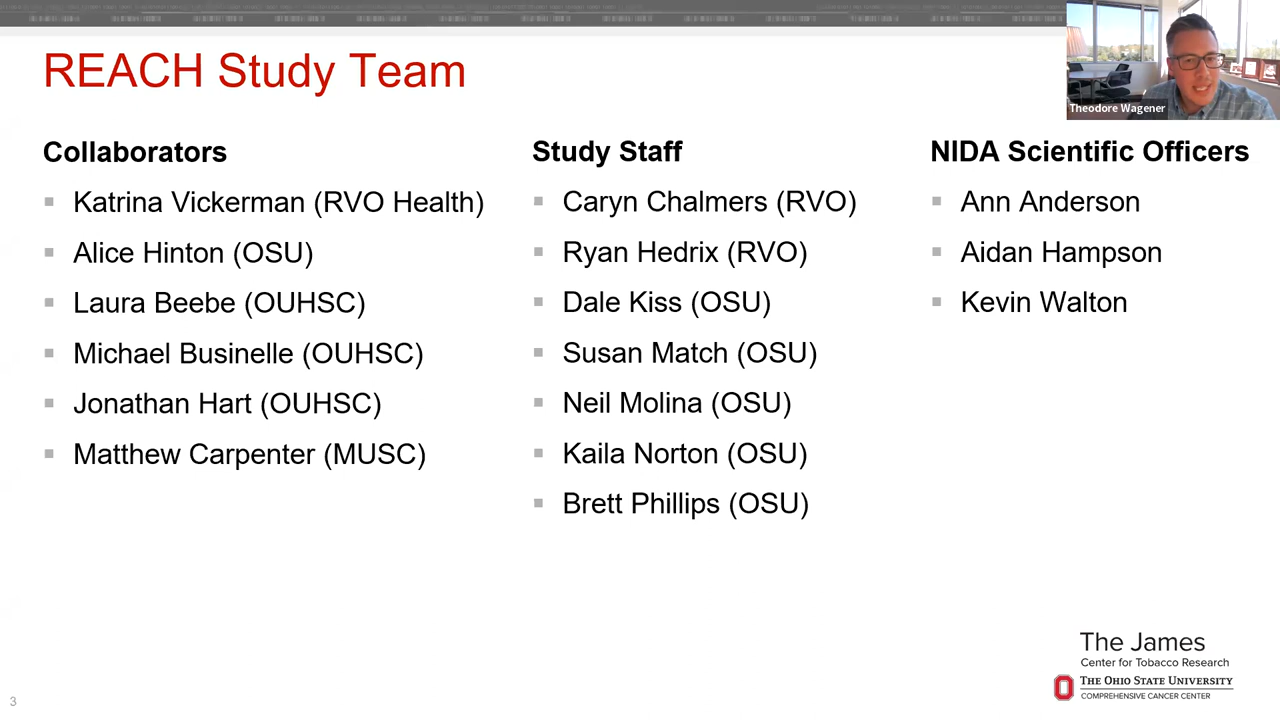 REACH Study Team
Theodore Wagener
Collaborators
Katrina Vickerman (RVO Health)
Alice Hinton (OSU)
Laura Beebe (OUHSC)
Michael Businelle (OUHSC)
Jonathan Hart (OUHSC)
Matthew Carpenter (MUSC)
Study Staff
Caryn Chalmers (RVO)
Ryan Hedrix (RVO)
Dale Kiss (OSU)
Susan Match (OSU)
Neil Molina (OSU)
Kaila Norton (OSU)
Brett Phillips (OSU)
NIDA Scientific Officers
Ann Anderson
Aidan Hampson
Kevin Walton
The James
Center for Tobacco Research
THE OHIO STATE UNIVERSITY
COMPREHENSIVE CANCER CENTER
3